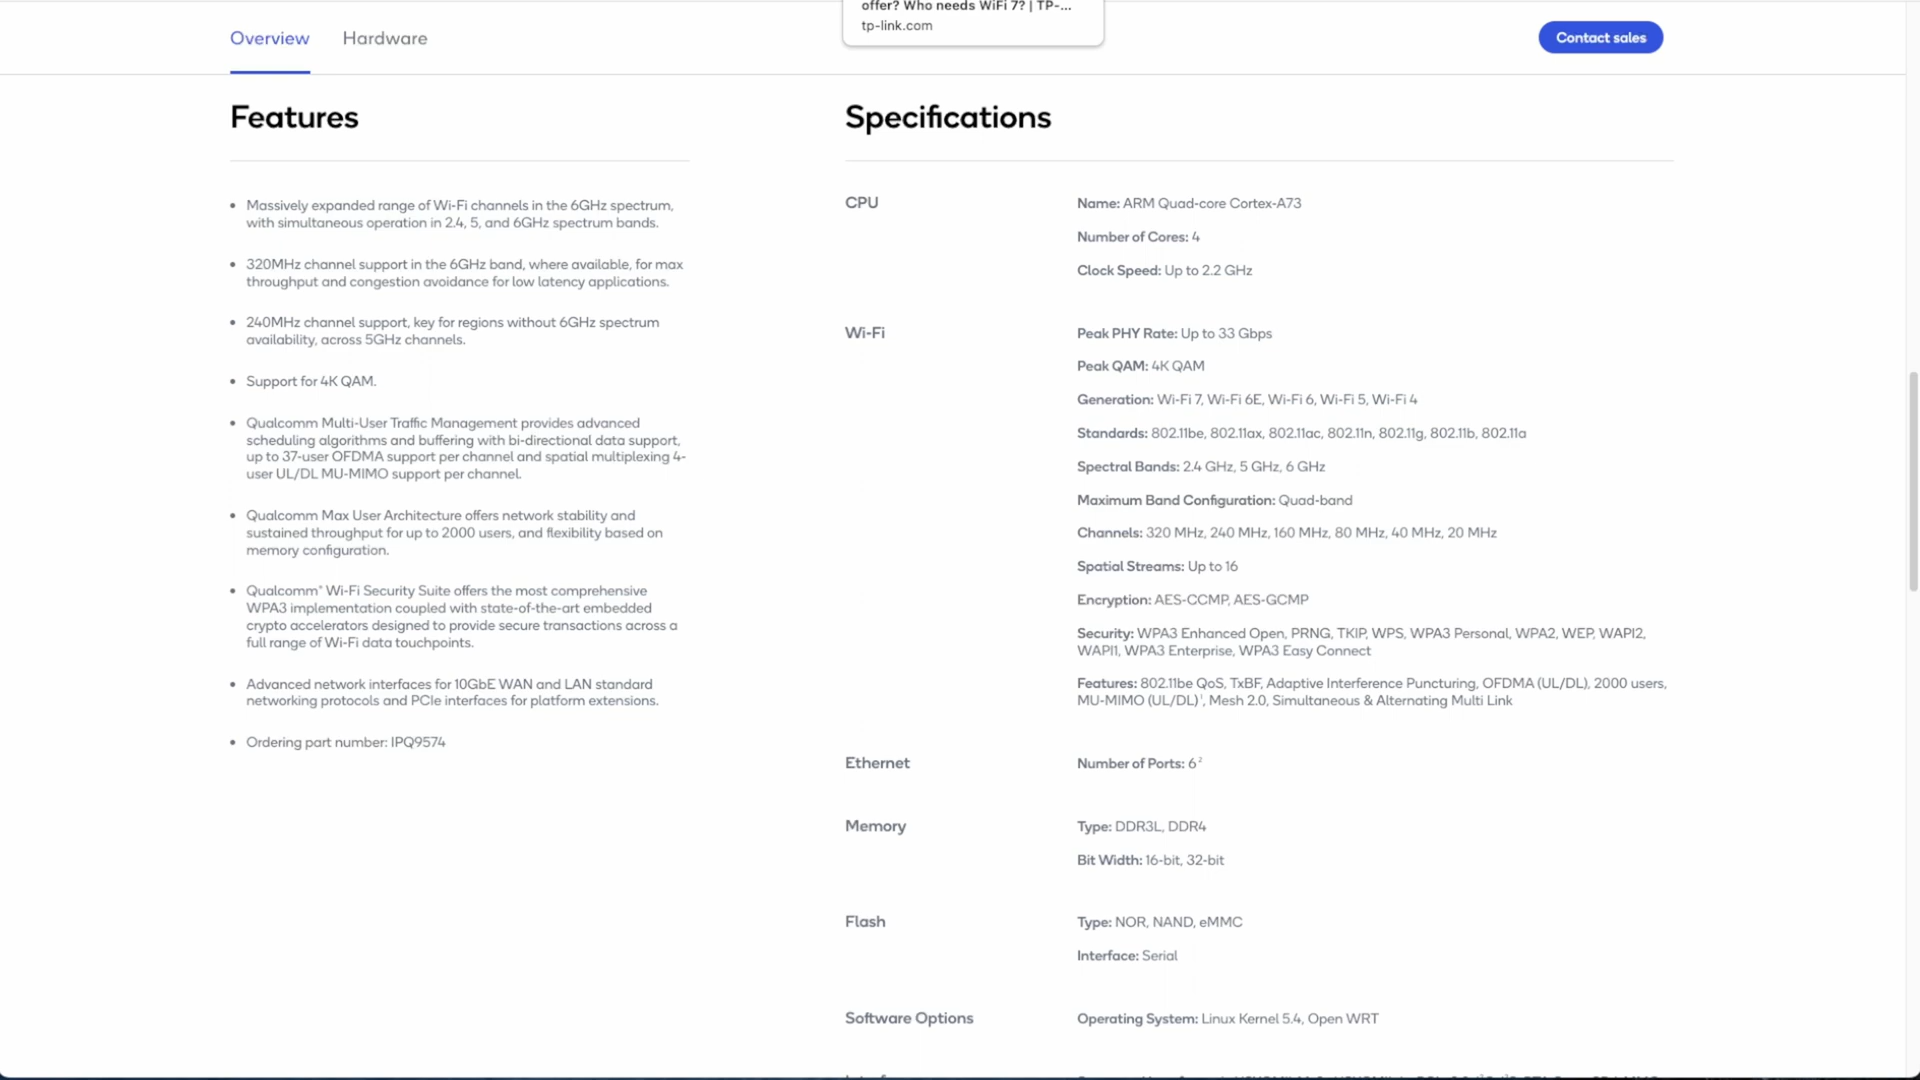 offer? Who needs WiFi 7? | TP-...
tp-link.com
Overview
Hardware
Contact sales
Features
• Massively expanded range of Wi-Fi channels in the 6GHz spectrum,
with simultaneous operation in 2.4, 5, and 6GHz spectrum bands.
• 320MHz channel support in the 6GHz band, where available, for max
throughput and congestion avoidance for low latency applications.
• 240MHz channel support, key for regions without 6GHz spectrum
availability, across 5GHz channels.
• Support for 4K QAM.
• Qualcomm Multi-User Traffic Management provides advanced
scheduling algorithms and buffering with bi-directional data support,
up to 37-user OFDMA support per channel and spatial multiplexing 4-
user UL/DL MU-MIMO support per channel.
• Qualcomm Max User Architecture offers network stability and
sustained throughput for up to 2000 users, and flexibility based on
memory configuration.
• Qualcomm® Wi-Fi Security Suite offers the most comprehensive
WPA3 implementation coupled with state-of-the-art embedded
crypto accelerators designed to provide secure transactions across a
full range of Wi-Fi data touchpoints.
• Advanced network interfaces for 10GbE WAN and LAN standard
networking protocols and PCIe interfaces for platform extensions.
• Ordering part number: IPQ9574
Specifications
CPU
Name: ARM Quad-core Cortex-A73
Number of Cores: 4
Clock Speed: Up to 2.2 GHz
Wi-Fi
Peak PHY Rate: Up to 33 Gbps
Peak QAM: 4K QAM
Generation: Wi-Fi 7, Wi-Fi 6E, Wi-Fi 6, Wi-Fi 5, Wi-Fi 4
Standards: 802.11be, 802.11ax, 802.11ac, 802.11n, 802.11g, 802.11b, 802.11a
Spectral Bands: 2.4 GHz, 5 GHz, 6 GHz
Maximum Band Configuration: Quad-band
Channels: 320 MHz, 240 MHz, 160 MHz, 80 MHz, 40 MHz, 20 MHz
Spatial Streams: Up to 16
Encryption: AES-CCMP, AES-GCMP
Security: WPA3 Enhanced Open, PRNG, TKIP, WPS, WPA3 Personal, WPA2, WEP, WAPI2,
WAPI1, WPA3 Enterprise, WPA3 Easy Connect
Features: 802.11be QoS, TxBF, Adaptive Interference Puncturing, OFDMA (UL/DL), 2000 users,
MU-MIMO (UL/DL)¹, Mesh 2.0, Simultaneous & Alternating Multi Link
Ethernet
Number of Ports: 6²
Memory
Type: DDR3L, DDR4
Bit Width: 16-bit, 32-bit
Flash
Type: NOR, NAND, eMMC
Interface: Serial
Software Options
Operating System: Linux Kernel 5.4, Open WRT